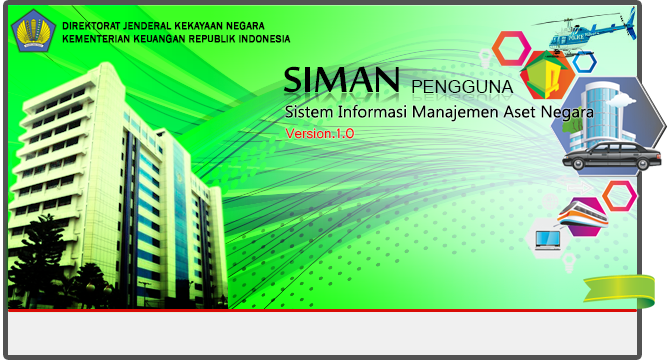 DIREKTORAT JENDERAL KEKAYAAN NEGARA
KEMENTERIAN KEUANGAN REPUBLIK INDONESIA
SIMAN PENGGUNA
Sistem Informasi Manajemen Aset Negara
Version.1.0